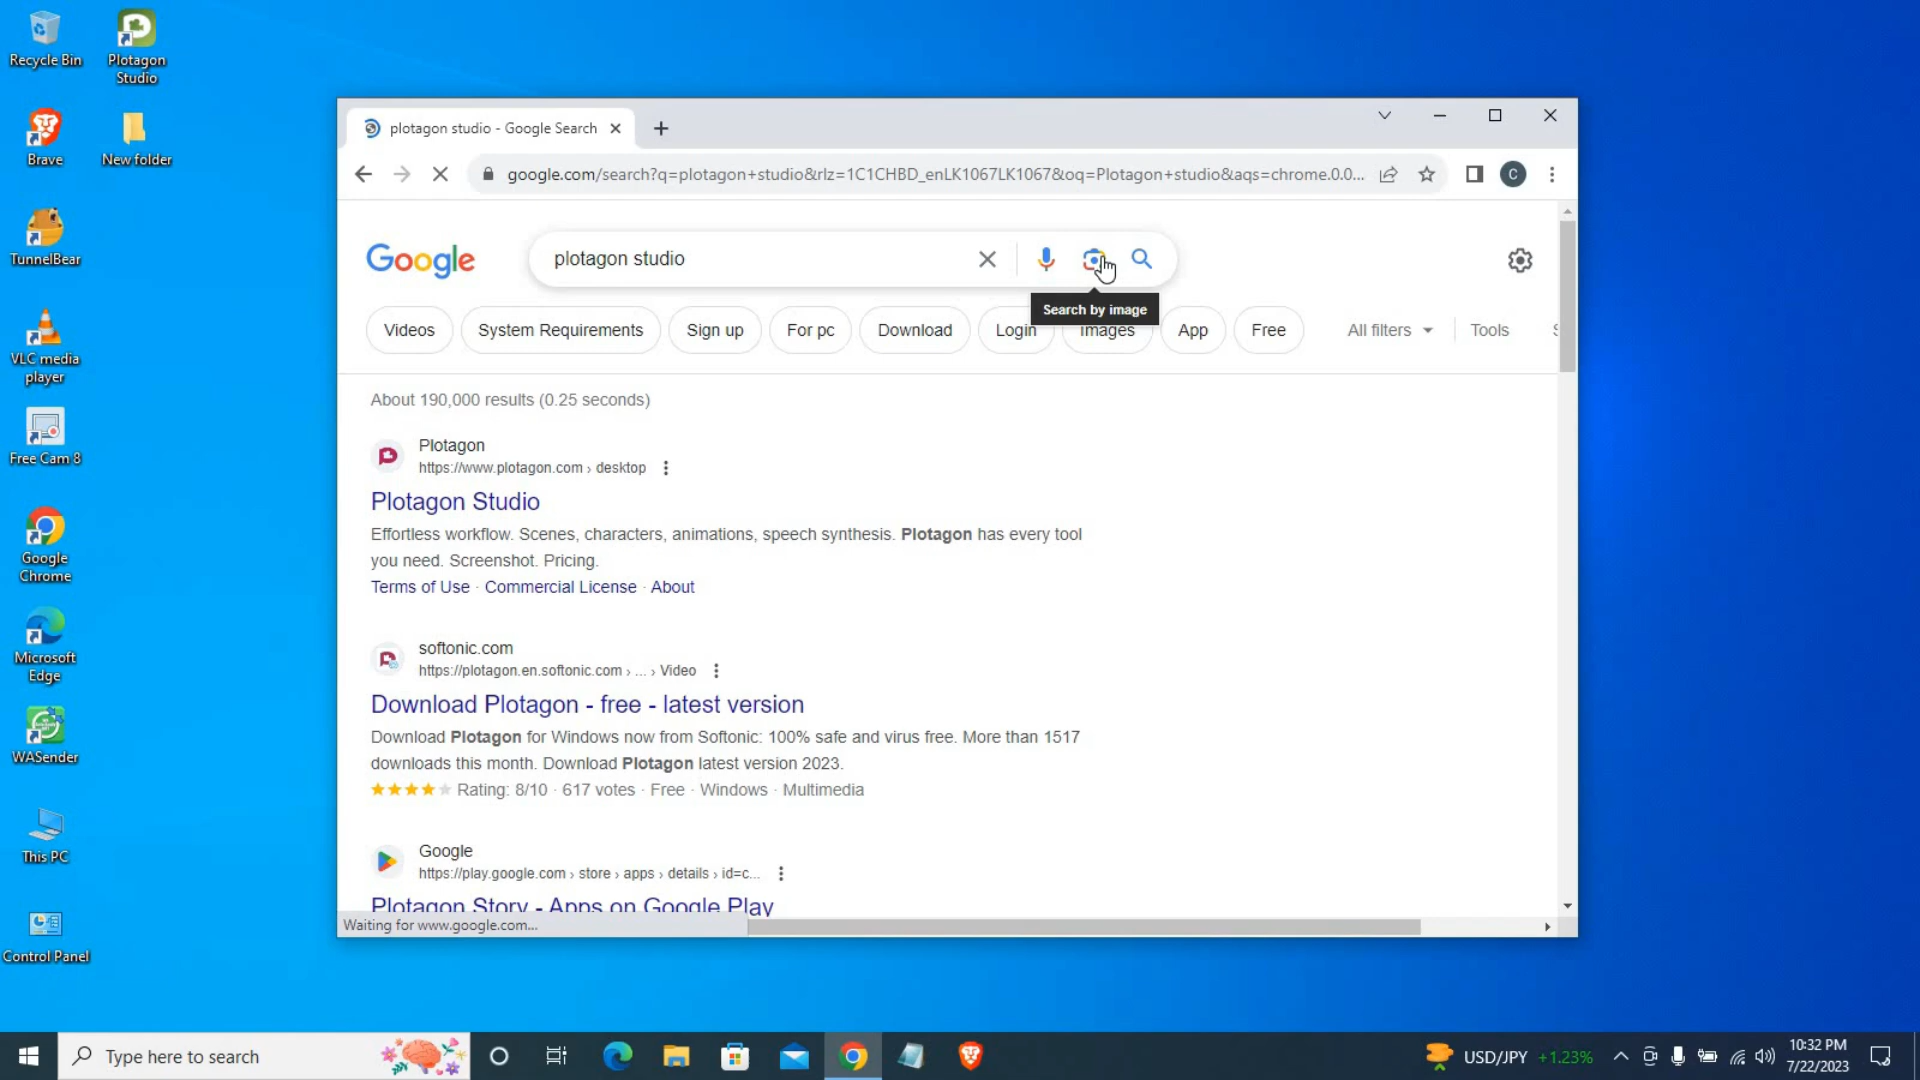 Recycle Bin
Plotagon
Studio
Brave
New folder
TunnelBear
VLC media
player
Free Cam 8
Google
Chrome
Microsoft
Edge
WASender
This PC
Control Panel
plotagon studio - Google Search
google.com/search?q=plotagon+studio&rlz=1C1CHBD_enLK1067LK1067&oq=Plotagon+studio&aqs=chrome.0.0...
C
Google
plotagon studio
Search by image
Videos
System Requirements
Sign up
For pc
Download
Login
Images
App
Free
All filters
Tools
About 190,000 results (0.25 seconds)
Plotagon
https://www.plotagon.com › desktop
Plotagon Studio
Effortless workflow. Scenes, characters, animations, speech synthesis. Plotagon has every tool
you need. Screenshot. Pricing.
Terms of Use · Commercial License · About
softonic.com
https://plotagon.en.softonic.com › ... › Video
Download Plotagon - free - latest version
Download Plotagon for Windows now from Softonic: 100% safe and virus free. More than 1517
downloads this month. Download Plotagon latest version 2023.
Rating: 8/10 · 617 votes · Free · Windows · Multimedia
Google
https://play.google.com › store › apps › details › id=c...
Plotagon Story - Apps on Google Play
Waiting for www.google.com...
Type here to search
USD/JPY +1.23%
10:32 PM
7/22/2023